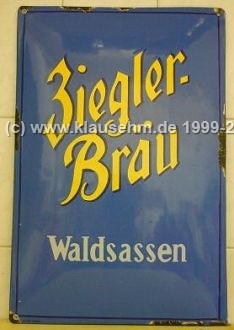 Ziegler-
(c) www.klausehm.de 1999-2
Bräu
Waldsassen